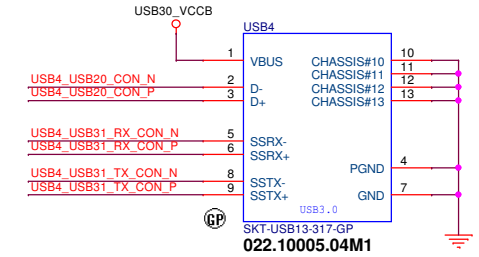 USB30_VCCB
USB4
1 VBUS CHASSIS#10 10
CHASSIS#11 11
USB4_USB20_CON_N 2 D- CHASSIS#12 12
USB4_USB20_CON_P 3 D+ CHASSIS#13 13
USB4_USB31_RX_CON_N 5 SSRX-
USB4_USB31_RX_CON_P 6 SSRX+
PGND 4
USB4_USB31_TX_CON_N 8 SSTX-
USB4_USB31_TX_CON_P 9 SSTX+ GND 7
USB3.0
GP
SKT-USB13-317-GP
022.10005.04M1